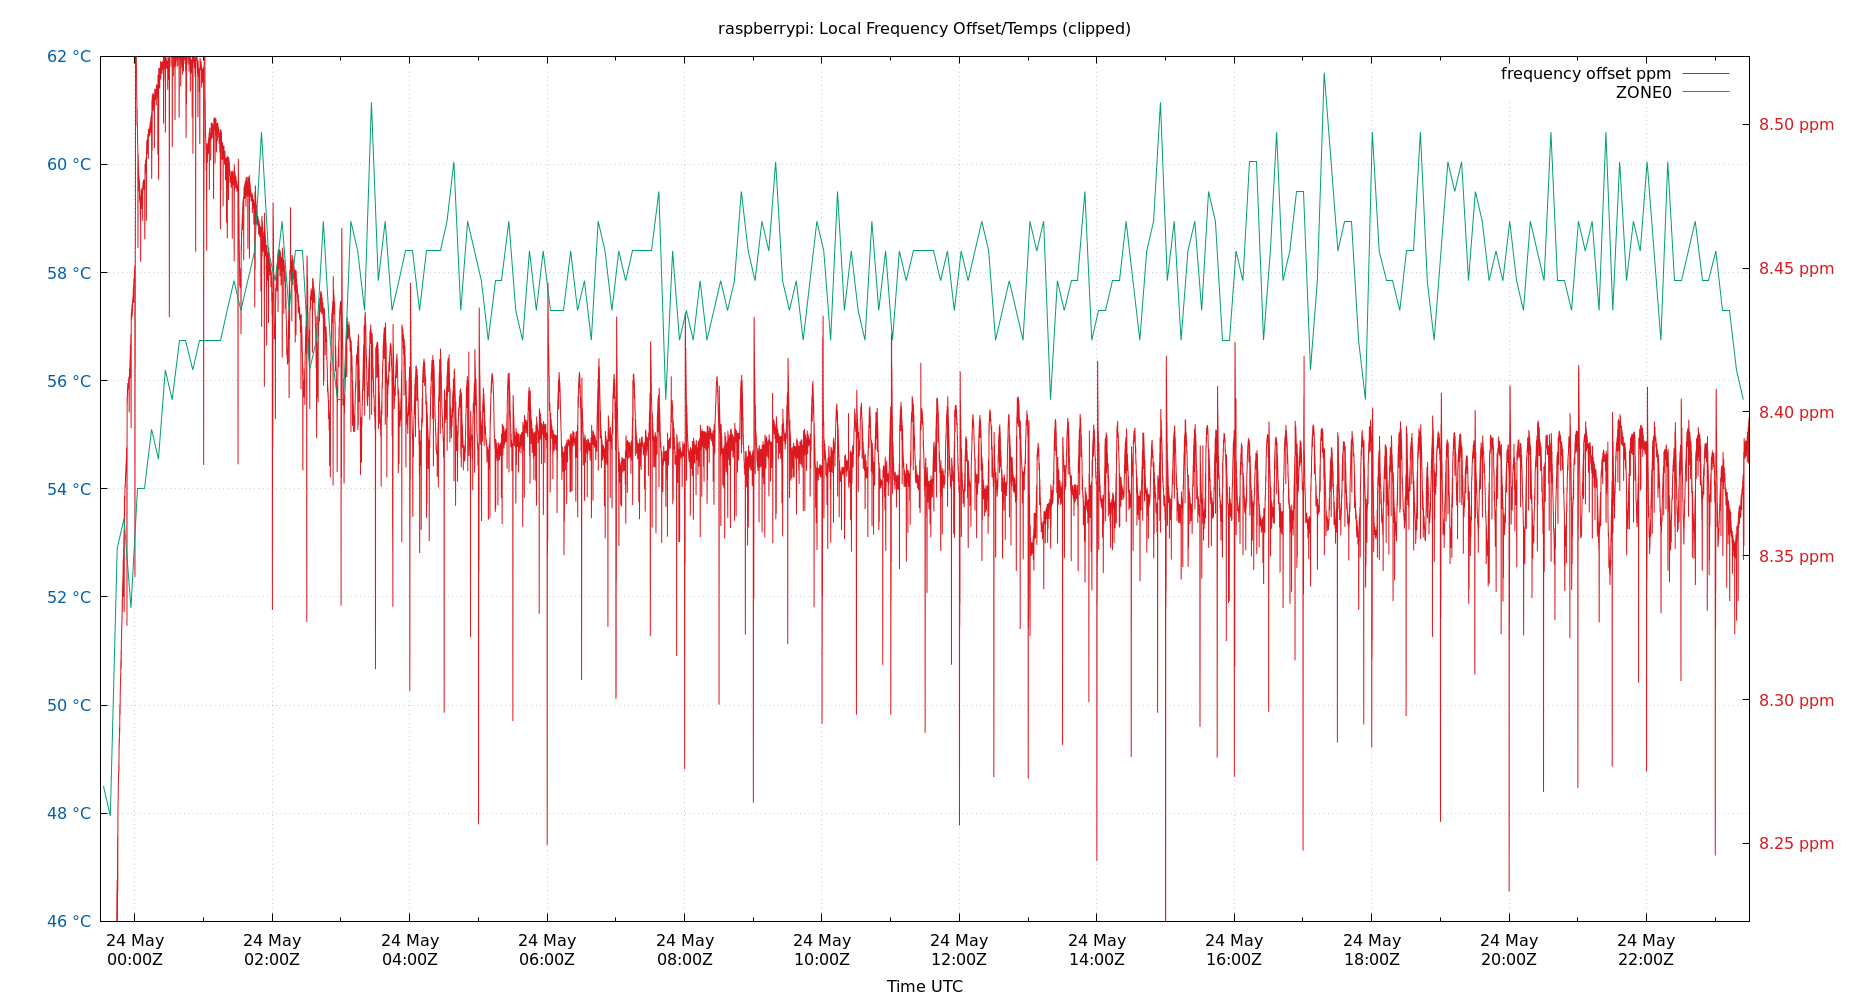 raspberrypi: Local Frequency Offset/Temps (clipped)
62 °C
60 °C
58 °C
56 °C
54 °C
52 °C
50 °C
48 °C
46 °C
frequency offset ppm
ZONE0
8.50 ppm
8.45 ppm
8.40 ppm
8.35 ppm
8.30 ppm
8.25 ppm
24 May 24 May 24 May 24 May 24 May 24 May 24 May 24 May 24 May 24 May 24 May 24 May
00:00Z 02:00Z 04:00Z 06:00Z 08:00Z 10:00Z 12:00Z 14:00Z 16:00Z 18:00Z 20:00Z 22:00Z
Time UTC